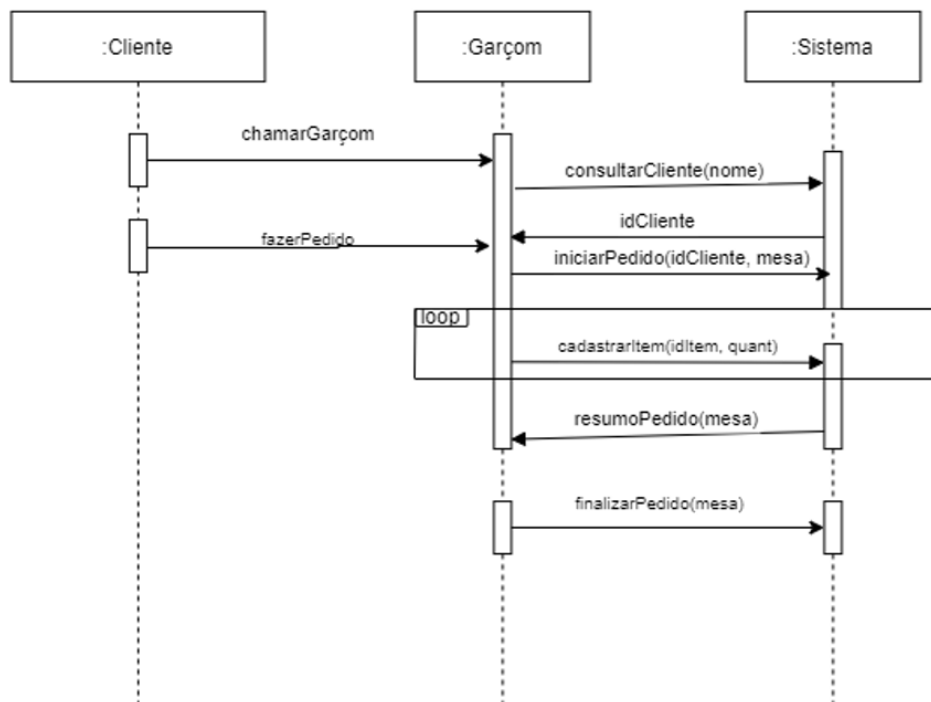 :Cliente
:Garçom
:Sistema
chamarGarçom
consultarCliente(nome)
idCliente
fazerPedido
iniciarPedido(idCliente, mesa)
loop
cadastrarItem(idItem, quant)
resumoPedido(mesa)
finalizarPedido(mesa)